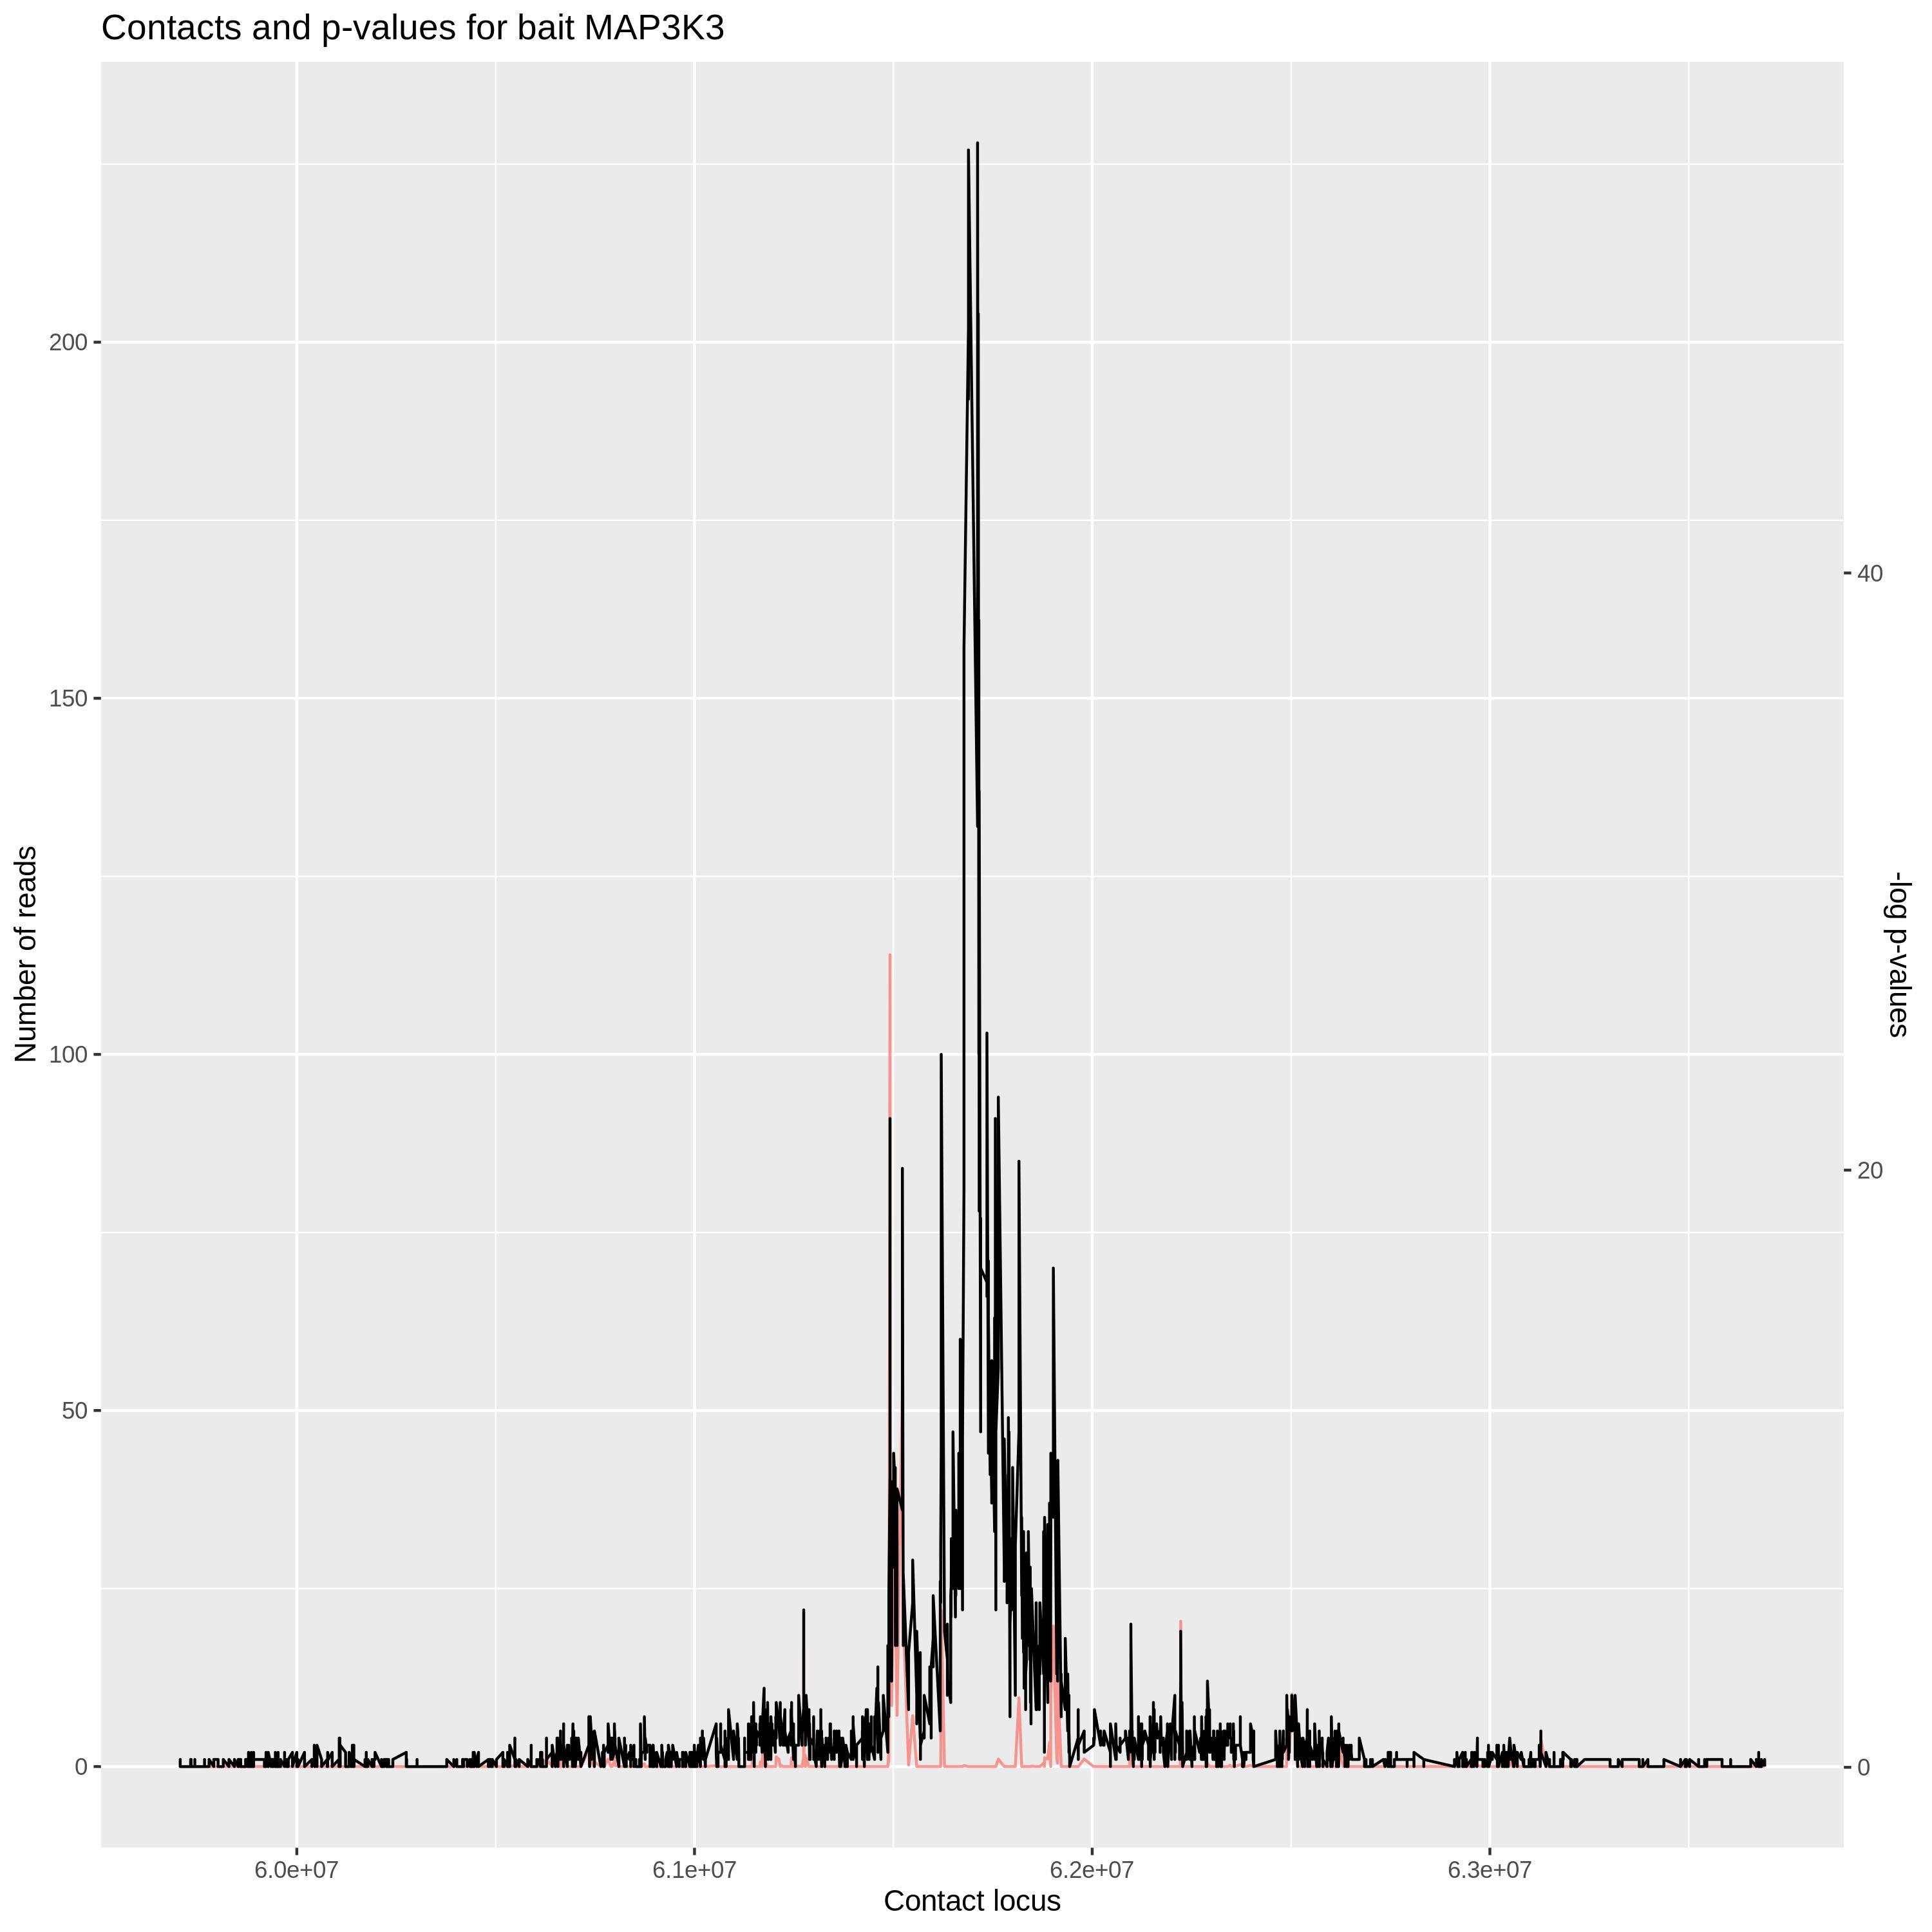 Contacts and p-values for bait MAP3K3
Number of reads
200
150
100
50
0
40
20
0
-log p-values
6.0e+07
6.1e+07
6.2e+07
6.3e+07
Contact locus